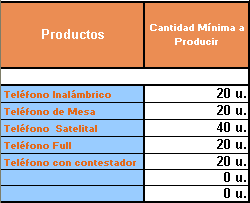 Productos
Cantidad Mínima a
Producir
Teléfono Inalámbrico 20 u.
Teléfono de Mesa 20 u.
Teléfono Satelital 40 u.
Teléfono Full 20 u.
Teléfono con contestador 20 u.
0 u.
0 u.